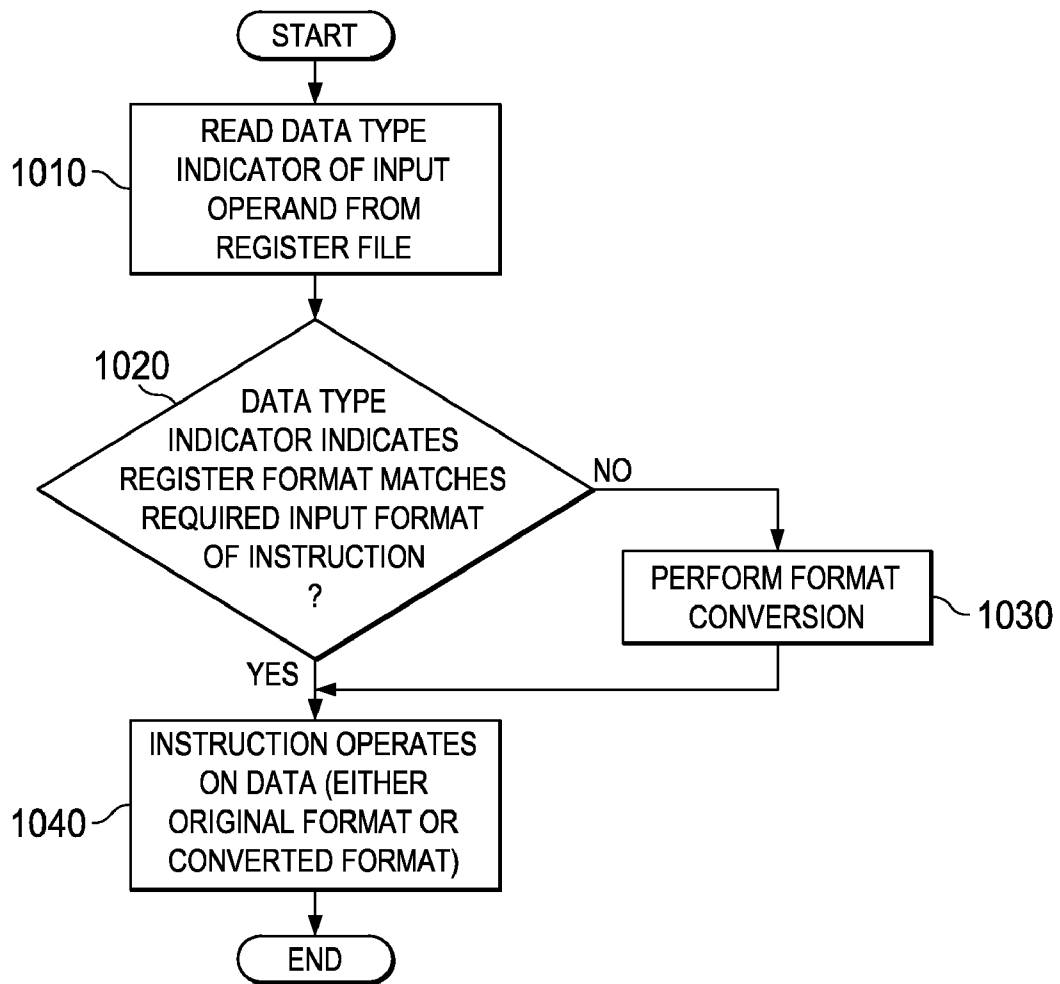 START
1010
READ DATA TYPE
INDICATOR OF INPUT
OPERAND FROM
REGISTER FILE
1020
DATA TYPE
INDICATOR INDICATES
REGISTER FORMAT MATCHES
REQUIRED INPUT FORMAT
OF INSTRUCTION
?
NO
PERFORM FORMAT
CONVERSION
1030
YES
1040
INSTRUCTION OPERATES
ON DATA (EITHER
ORIGINAL FORMAT OR
CONVERTED FORMAT)
END